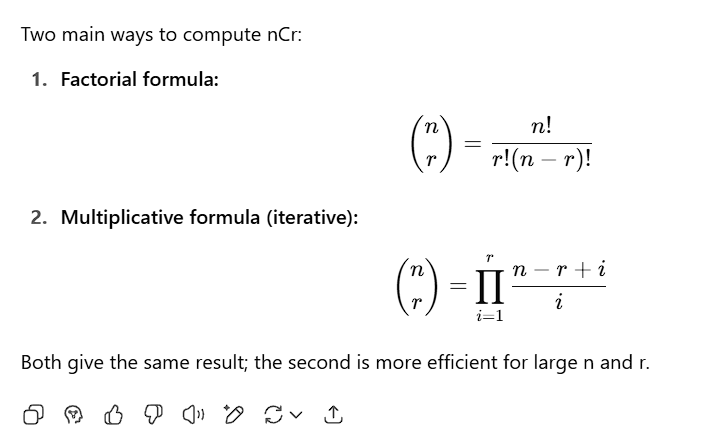 Two main ways to compute nCr:
1. Factorial formula:
\binom{n}{r} = \frac{n!}{r!(n-r)!}
2. Multiplicative formula (iterative):
\binom{n}{r} = \prod_{i=1}^{r} \frac{n-r+i}{i}
Both give the same result; the second is more efficient for large n and r.